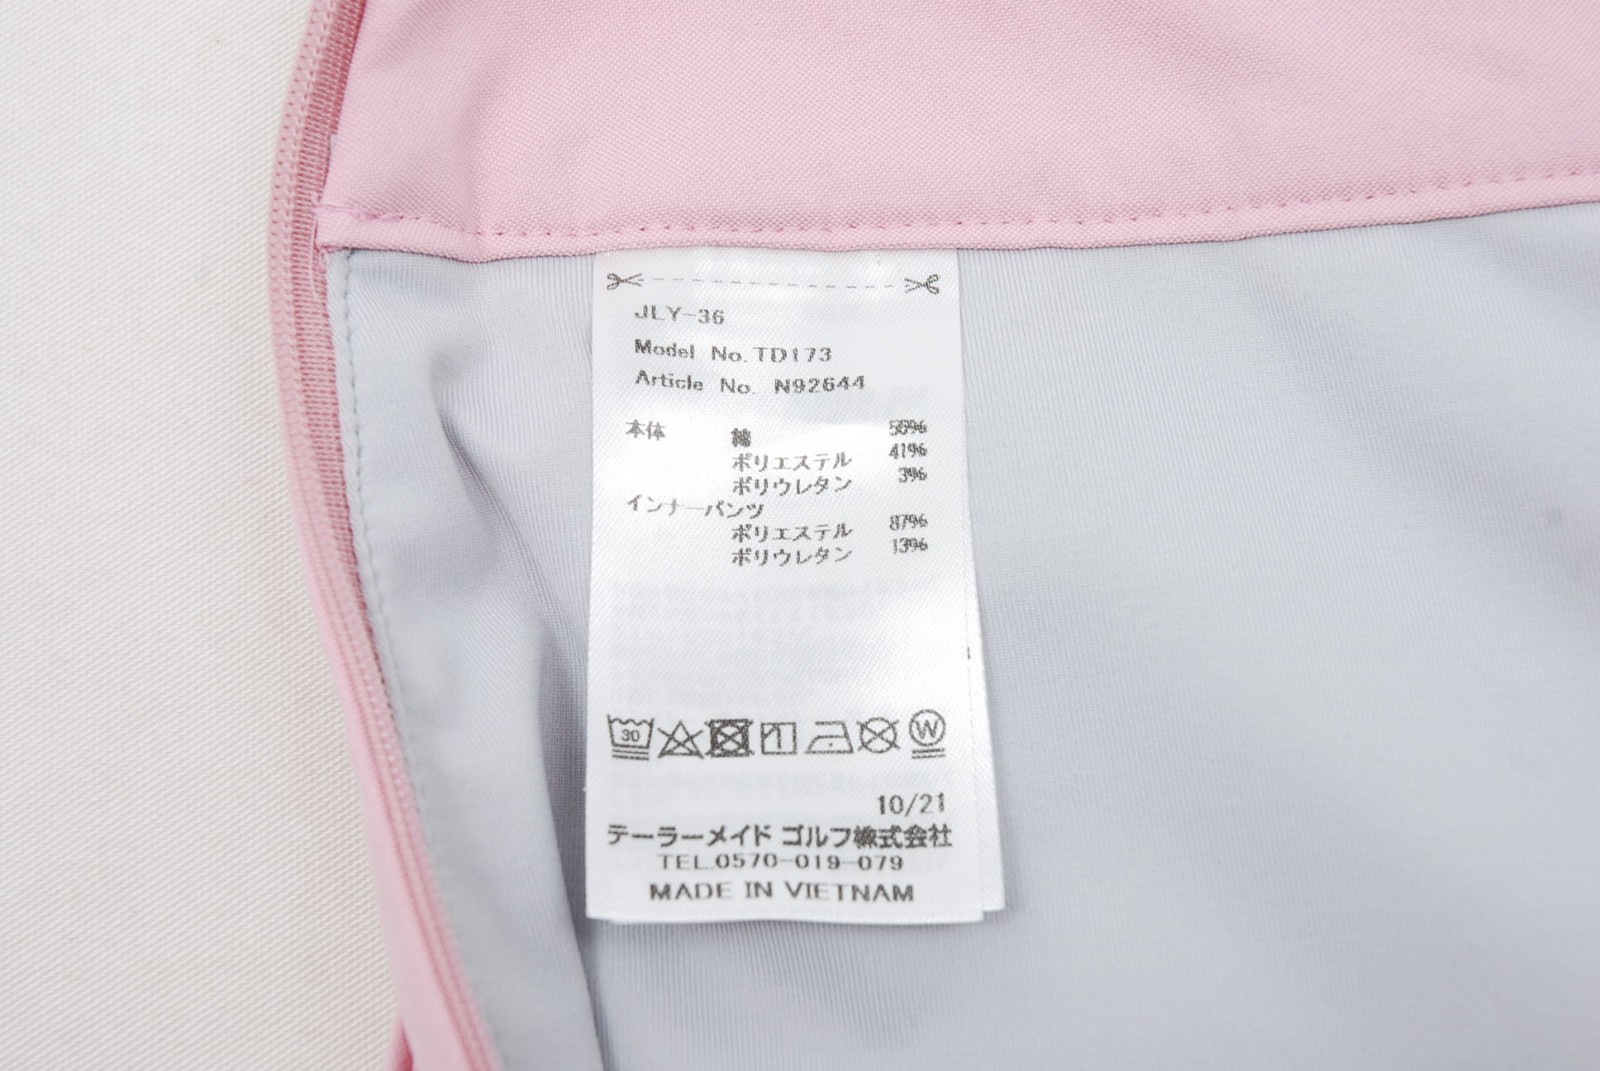 JLY-36
Model No. TD173
Article No. N92644
本体 綿 56%
ポリエステル 41%
ポリウレタン 3%
インナーパンツ
ポリエステル 87%
ポリウレタン 13%
30 W
10/21
テーラーメイド ゴルフ株式会社
TEL.0570-019-079
MADE IN VIETNAM